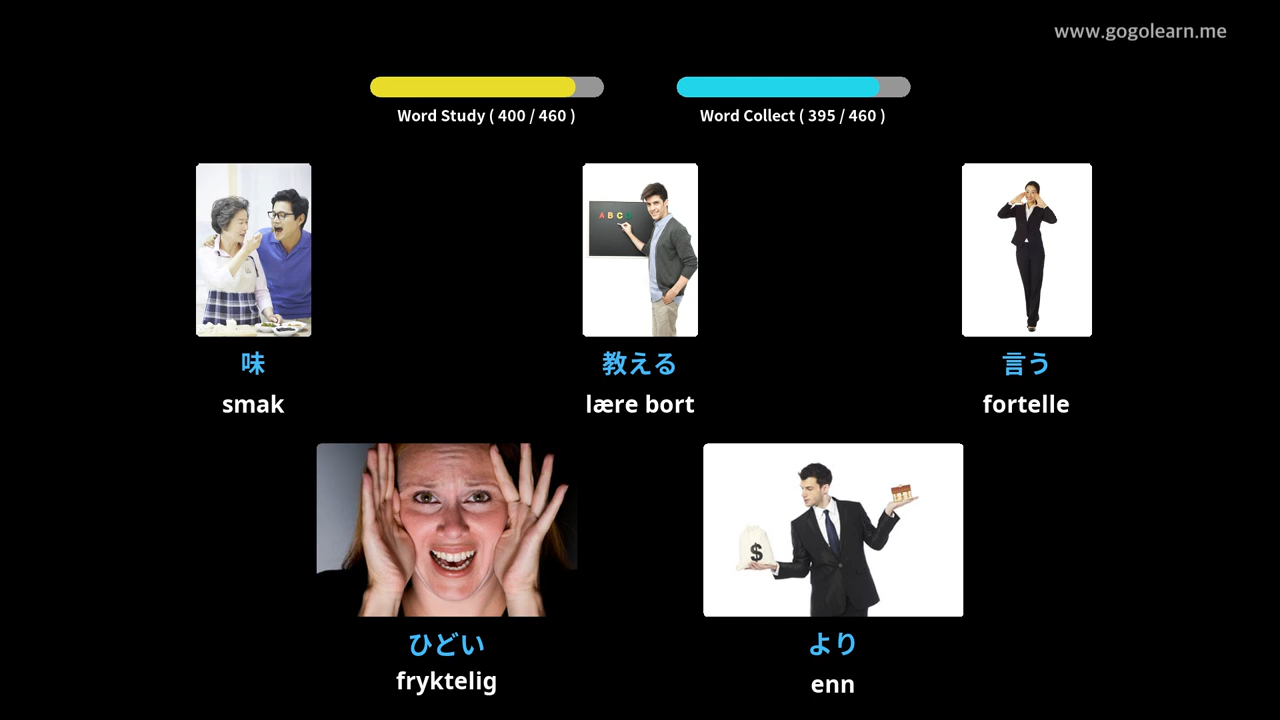 www.gogolearn.me
Word Study ( 400 / 460 )
Word Collect ( 395 / 460 )
A B C D
味
smak
教える
lære bort
言う
fortelle
$
ひどい
fryktelig
より
enn